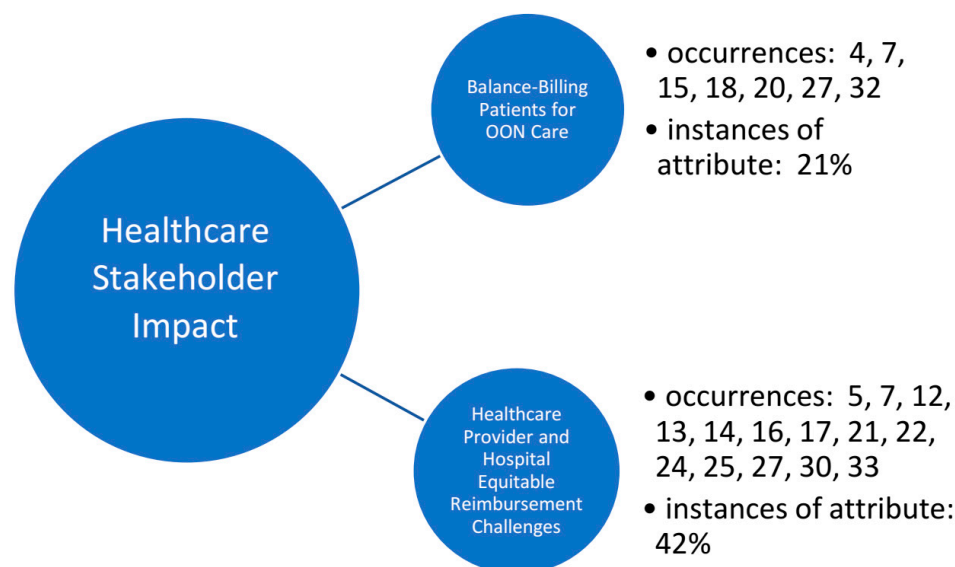 Healthcare
Stakeholder
Impact
Balance-Billing
Patients for
OON Care
• occurrences: 4, 7,
15, 18, 20, 27, 32
• instances of
attribute: 21%
Healthcare
Provider and
Hospital
Equitable
Reimbursement
Challenges
• occurrences: 5, 7, 12,
13, 14, 16, 17, 21, 22,
24, 25, 27, 30, 33
• instances of attribute:
42%